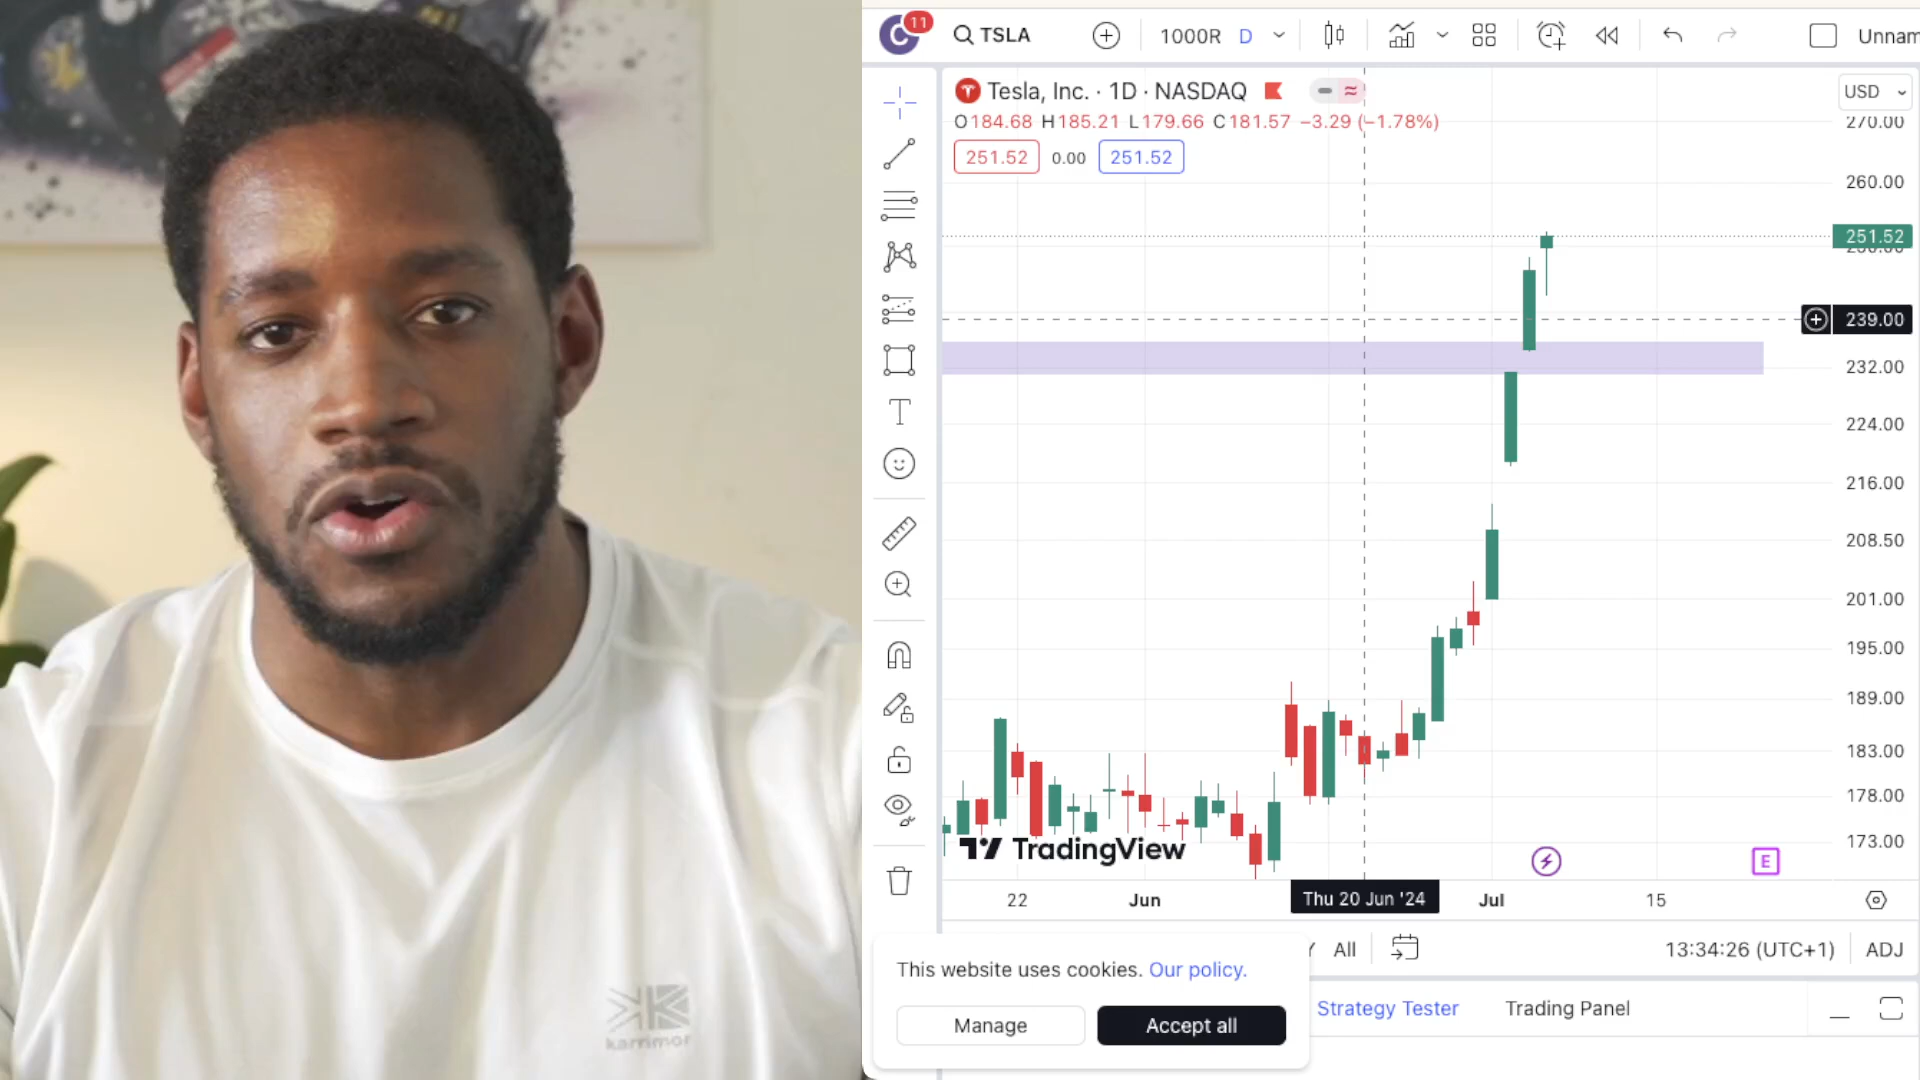 11
C
TSLA
1000R
D
Unnam
Tesla, Inc. · 1D · NASDAQ
O184.68 H185.21 L179.66 C181.57 −3.29 (−1.78%)
251.52
0.00
251.52
USD
270.00
260.00
251.52
250.00
239.00
232.00
224.00
216.00
208.50
201.00
195.00
189.00
183.00
178.00
173.00
TradingView
E
22
Jun
Thu 20 Jun '24
Jul
15
Y
All
13:34:26 (UTC+1)
ADJ
This website uses cookies. Our policy.
Manage
Accept all
Strategy Tester
Trading Panel
karrimor